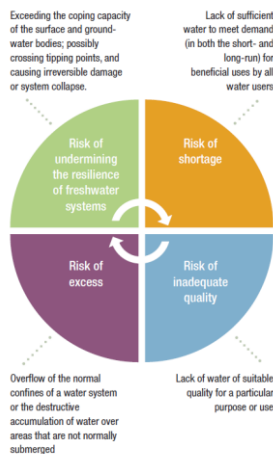 Exceeding the coping capacity
of the surface and ground-
water bodies; possibly
crossing tipping points, and
causing irreversible damage
or system collapse.
Lack of sufficient
water to meet demand
(in both the short- and
long-run) for
beneficial uses by all
water users
Risk of
undermining
the resilience
of freshwater
systems
Risk of
shortage
Risk of
excess
Risk of
inadequate
quality
Overflow of the normal
confines of a water system
or the destructive
accumulation of water over
areas that are not normally
submerged
Lack of water of suitable
quality for a particular
purpose or use